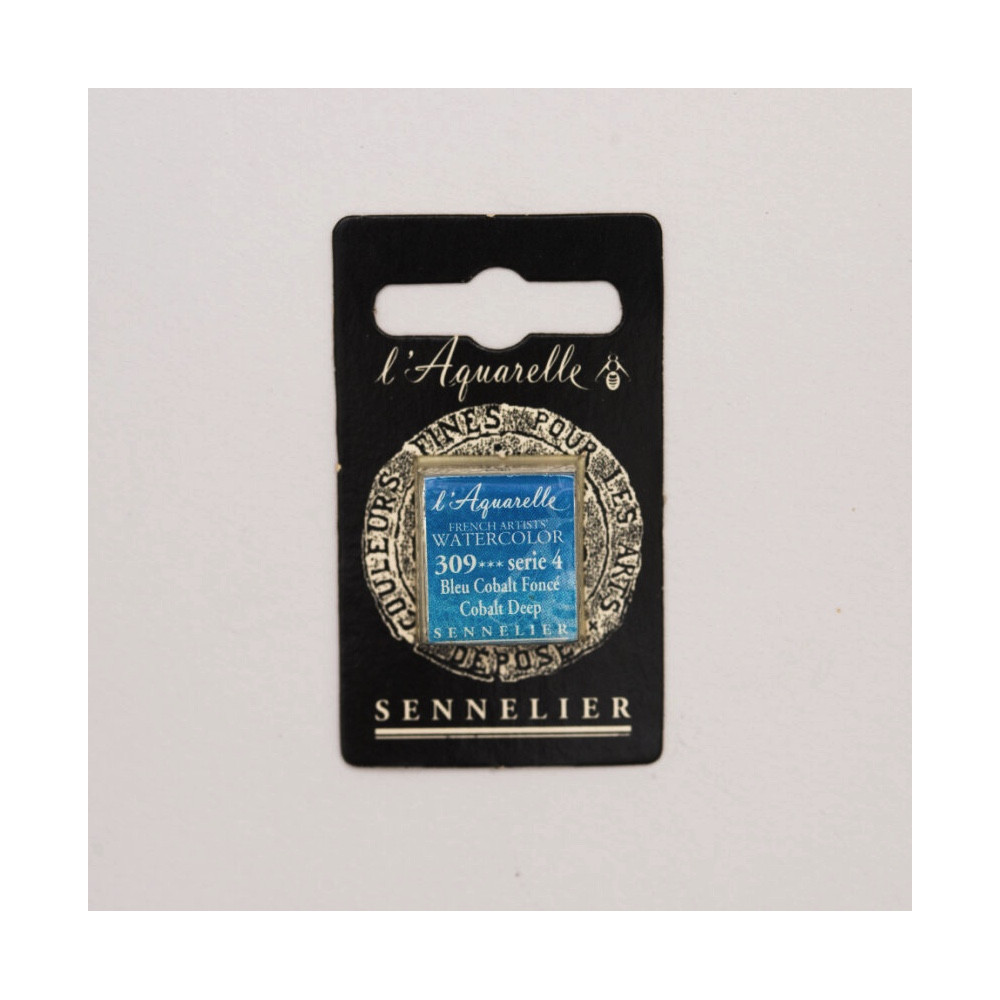 l'Aquarelle
COULEURS FINES POUR LES ARTS
DÉPOSÉ
l'Aquarelle
FRENCH ARTISTS'
WATERCOLOR
309*** serie 4
Bleu Cobalt Foncé
Cobalt Deep
SENNELIER
SENNELIER